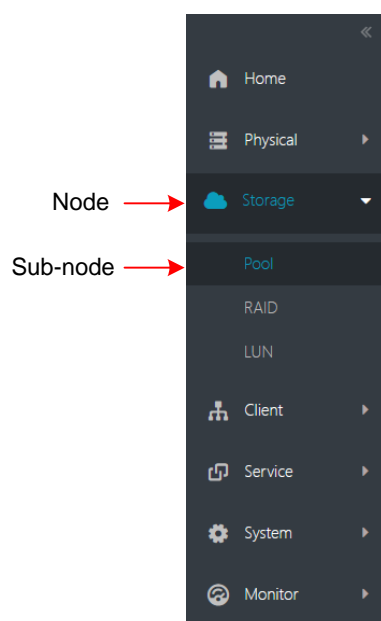 Home
Physical
Node
Storage
Sub-node
Pool
RAID
LUN
Client
Service
System
Monitor